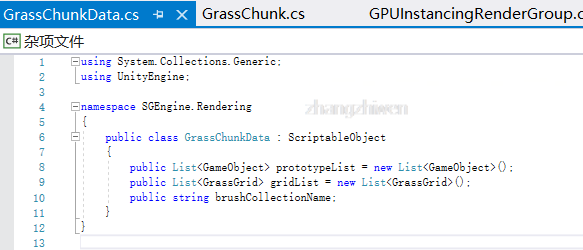 GrassChunkData.cs GrassChunk.cs GPUInstancingRenderGroup.c
C# 杂项文件
1 using System.Collections.Generic;
2 using UnityEngine;
3
4 namespace SGEngine.Rendering
zhangzhiwen
5 {
6 public class GrassChunkData : ScriptableObject
7 {
8 public List<GameObject> prototypeList = new List<GameObject>();
9 public List<GrassGrid> gridList = new List<GrassGrid>();
10 public string brushCollectionName;
11 }
12 }
13